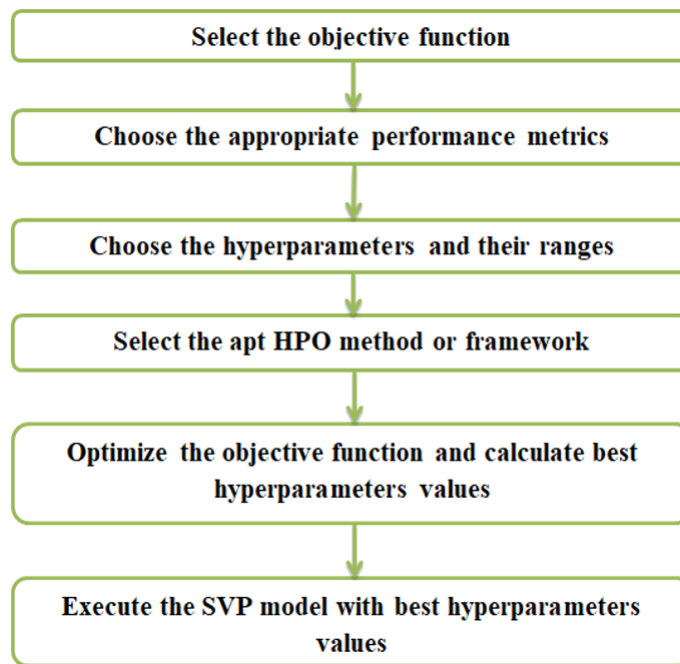 Select the objective function
Choose the appropriate performance metrics
Choose the hyperparameters and their ranges
Select the apt HPO method or framework
Optimize the objective function and calculate best
hyperparameters values
Execute the SVP model with best hyperparameters
values